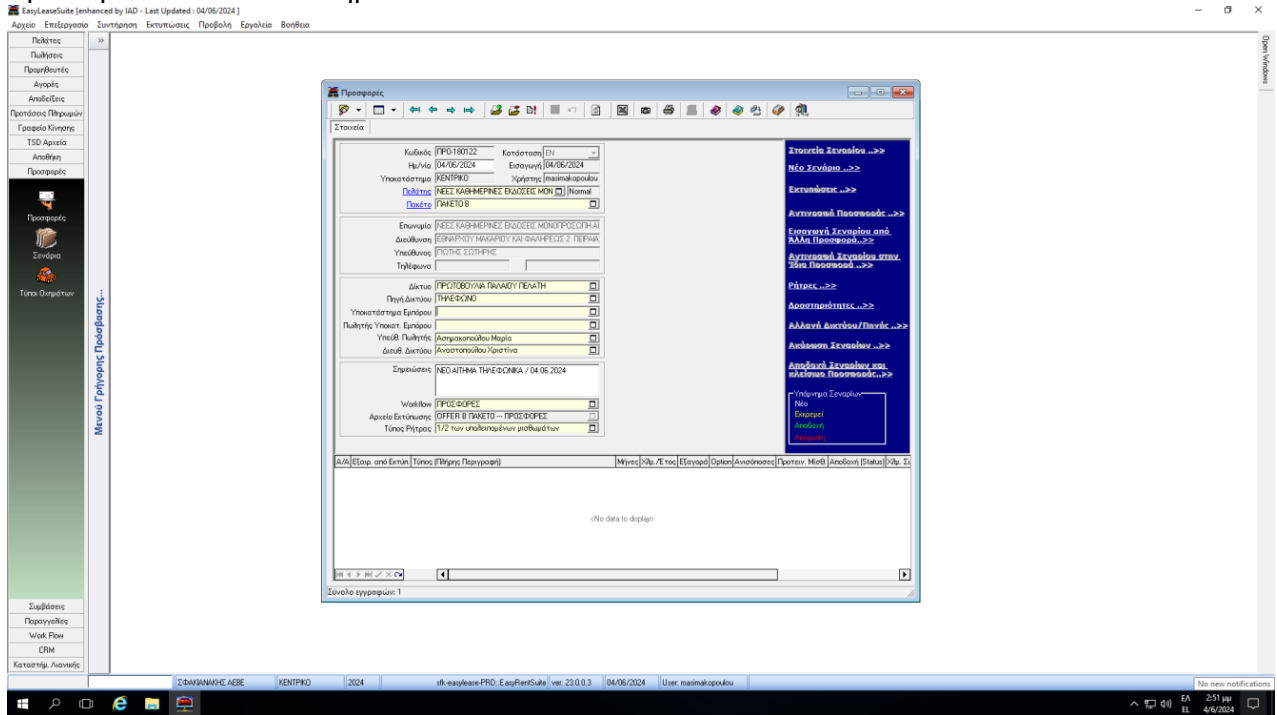 EasyLeaseSuite [enhanced by IAD - Last Updated : 04/06/2024 ]
Αρχείο Επεξεργασία Συντήρηση Εκτυπώσεις Προβολή Εργαλεία Βοήθεια
Πελάτες
Πωλήσεις
Προμηθευτές
Αγορές
Αποδείξεις
Προτάσεις Πληρωμών
Γραφείο Κίνησης
TSD Αρχεία
Αποθήκη
Προσφορές
Προσφορές
Σενάρια
Τύποι Οχημάτων
Συμβάσεις
Παραγγελίες
Work Flow
CRM
Καταστήμ. Λιανικής
Μενού Γρήγορης Πρόσβασης...
Open Windows
Προσφορές
Στοιχεία
Κωδικός ΠΡ0-180122 Κατάσταση EN
Ημ/νία 04/06/2024 Εισαγωγή 04/06/2024
Υποκατάστημα ΚΕΝΤΡΙΚΟ Χρήστης masimakopoulou
Πελάτης ΝΕΕΣ ΚΑΘΗΜΕΡΙΝΕΣ ΕΚΔΟΣΕΙΣ ΜΟΝ Normal
Πακέτο ΠΑΚΕΤΟ Β
Επωνυμία ΝΕΕΣ ΚΑΘΗΜΕΡΙΝΕΣ ΕΚΔΟΣΕΙΣ ΜΟΝΟΠΡΟΣΩΠΗ ΑΙ
Διεύθυνση ΕΘΝΑΡΧΟΥ ΜΑΚΑΡΙΟΥ ΚΑΙ ΦΑΛΗΡΕΩΣ 2 ΠΕΙΡΑΙΑ
Υπεύθυνος ΓΙΩΤΗΣ ΣΩΤΗΡΗΣ
Τηλέφωνα
Δίκτυο ΠΡΩΤΟΒΟΥΛΙΑ ΠΑΛΑΙΟΥ ΠΕΛΑΤΗ
Πηγή Δικτύου ΤΗΛΕΦΩΝΟ
Υποκατάστημα Εμπόρου
Πωλητής Υποκατ. Εμπόρου
Υπεύθ. Πωλητής Ασημακοπούλου Μαρία
Διευθ. Δικτύου Αναστοπούλου Χριστίνα
Σημειώσεις ΝΕΟ ΑΙΤΗΜΑ ΤΗΛΕΦΩΝΙΚΑ / 04.06.2024
Workflow ΠΡΟΣΦΟΡΕΣ
Αρχείο Εκτύπωσης OFFER B ΠΑΚΕΤΟ --- ΠΡΟΣΦΟΡΕΣ
Τύπος Ρήτρας 1/2 των υπολειπομένων μισθωμάτων
Στοιχεία Σεναρίου ..>>
Νέο Σενάριο ..>>
Εκτυπώσεις ..>>
Αντιγραφή Προσφοράς ..>>
Εισαγωγή Σεναρίου από
Άλλη Προσφορά..>>
Αντιγραφή Σεναρίου στην
Ίδια Προσφορά ..>>
Ρήτρες ..>>
Δραστηριότητες ..>>
Αλλαγή Δικτύου/Πηγής ..>>
Ακύρωση Σεναρίων ..>>
Αποδοχή Σεναρίων και
κλείσιμο Προσφοράς..>>
Υπόμνημα Σεναρίων
Νέο
Εκκρεμεί
Αποδοχή
Ακύρωση
Α/Α Εξαιρ. από Εκτύπ. Τύπος (Πλήρης Περιγραφή) Μήνες Χλμ./Έτος Εξαγορά Option Ανισόποσες Προτειν. Μίσθ. Αποδοχή (Status) Χλμ. Σι
<No data to display>
Σύνολο εγγραφών: 1
ΣΦΑΚΙΑΝΑΚΗΣ ΑΕΒΕ ΚΕΝΤΡΙΚΟ 2024 sfk-easylease-PRD::EasyRentSuite ver. 23.0.0.3 04/06/2024 User: masimakopoulou
No new notifications
ΕΛ 2:51 μμ
EL 4/6/2024